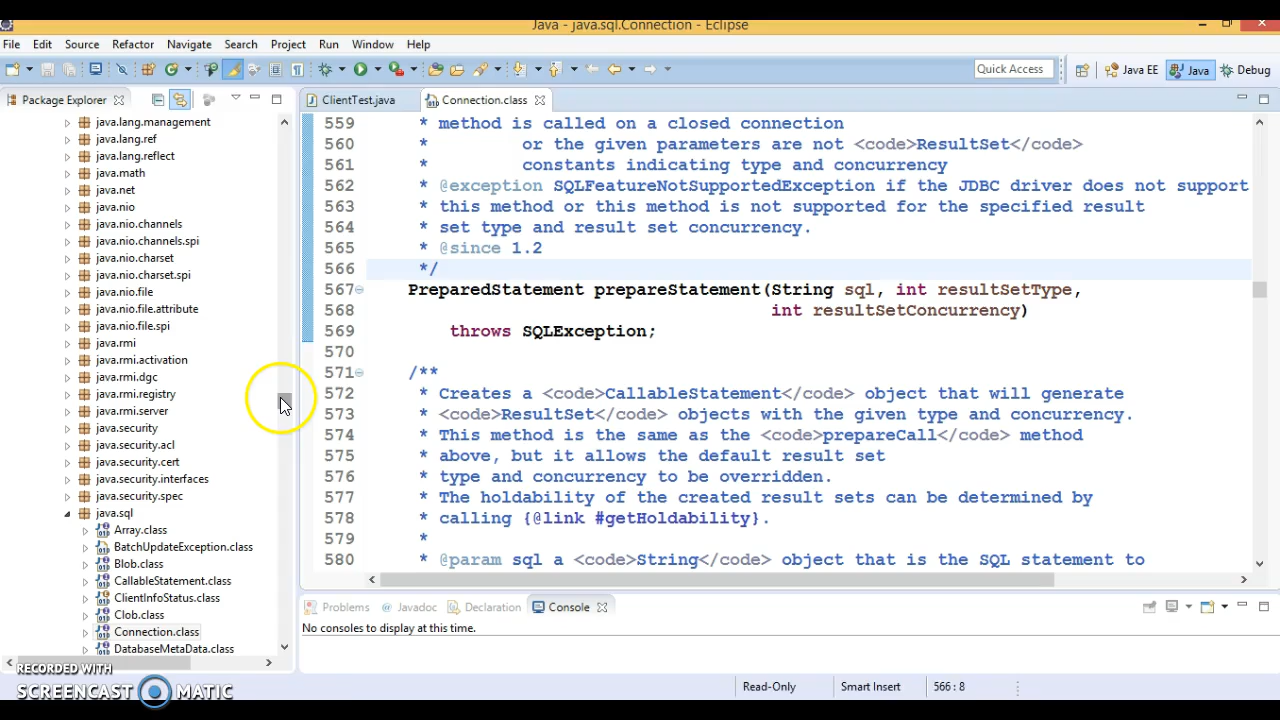 Java - java.sql.Connection - Eclipse
File Edit Source Refactor Navigate Search Project Run Window Help
Quick Access Java EE Java Debug
Package Explorer
java.lang.management
java.lang.ref
java.lang.reflect
java.math
java.net
java.nio
java.nio.channels
java.nio.channels.spi
java.nio.charset
java.nio.charset.spi
java.nio.file
java.nio.file.attribute
java.nio.file.spi
java.rmi
java.rmi.activation
java.rmi.dgc
java.rmi.registry
java.rmi.server
java.security
java.security.acl
java.security.cert
java.security.interfaces
java.security.spec
java.sql
Array.class
BatchUpdateException.class
Blob.class
CallableStatement.class
ClientInfoStatus.class
Clob.class
Connection.class
DatabaseMetaData.class
ClientTest.java Connection.class
559 * method is called on a closed connection
560 * or the given parameters are not <code>ResultSet</code>
561 * constants indicating type and concurrency
562 * @exception SQLFeatureNotSupportedException if the JDBC driver does not support
563 * this method or this method is not supported for the specified result
564 * set type and result set concurrency.
565 * @since 1.2
566 */
567 PreparedStatement prepareStatement(String sql, int resultSetType,
568 int resultSetConcurrency)
569 throws SQLException;
570
571 /**
572 * Creates a <code>CallableStatement</code> object that will generate
573 * <code>ResultSet</code> objects with the given type and concurrency.
574 * This method is the same as the <code>prepareCall</code> method
575 * above, but it allows the default result set
576 * type and concurrency to be overridden.
577 * The holdability of the created result sets can be determined by
578 * calling {@link #getHoldability}.
579 *
580 * @param sql a <code>String</code> object that is the SQL statement to
Problems Javadoc Declaration Console
No consoles to display at this time.
Read-Only Smart Insert 566 : 8
RECORDED WITH
SCREENCAST MATIC